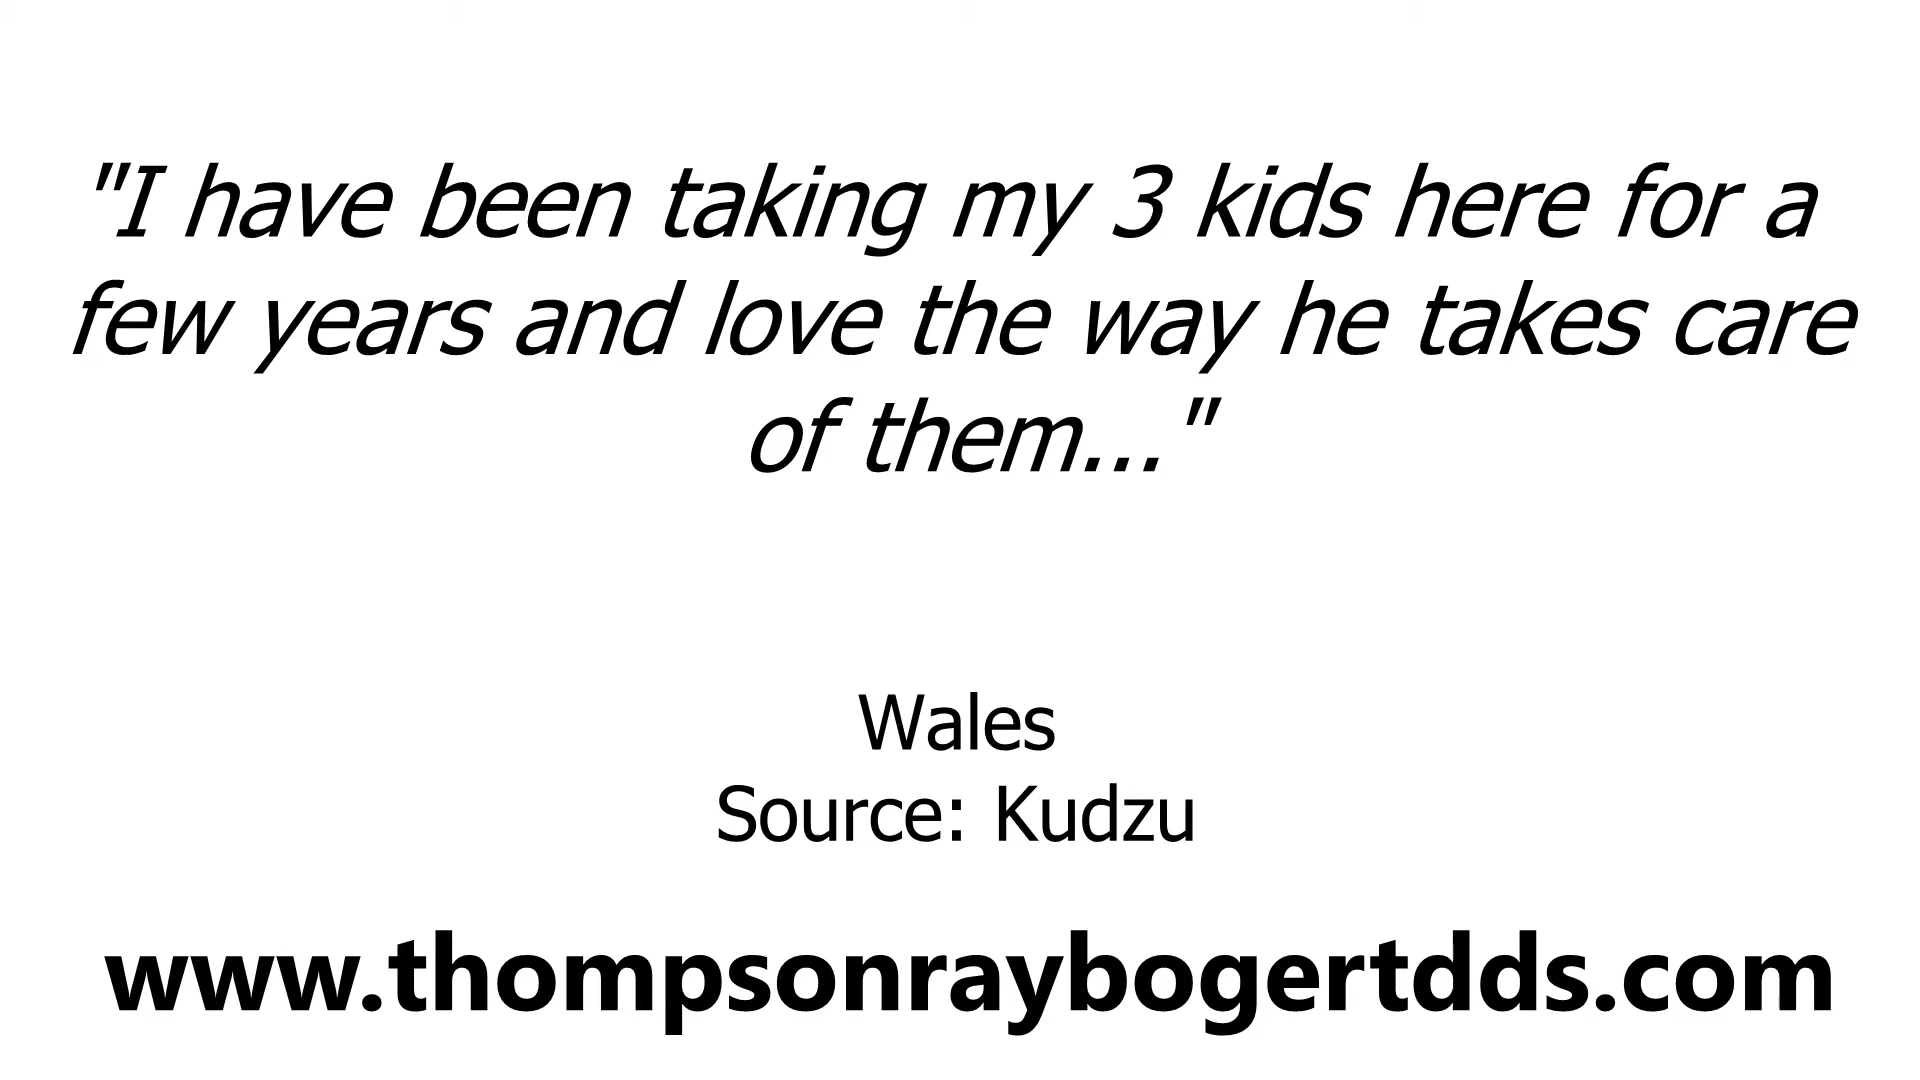 "I have been taking my 3 kids here for a
few years and love the way he takes care
of them..."
Wales
Source: Kudzu
www.thompsonraybogertdds.com